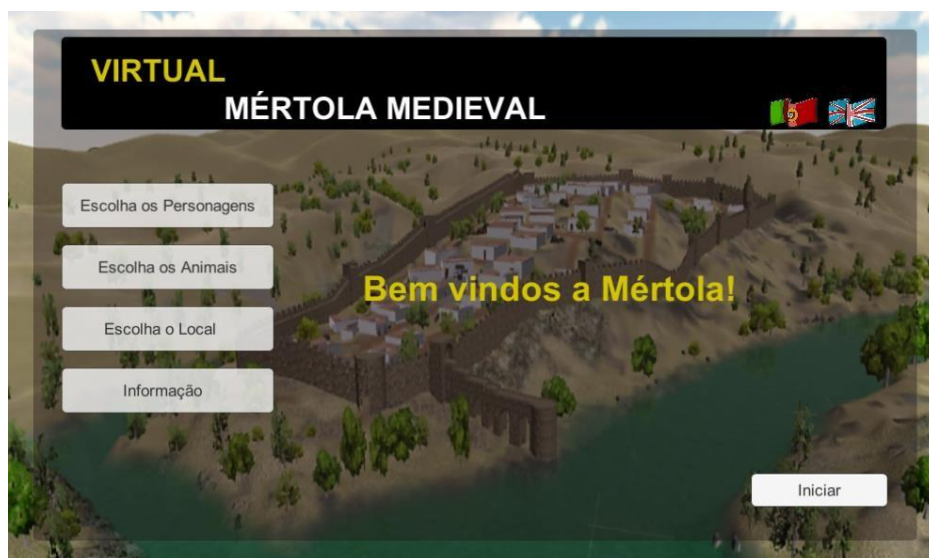 VIRTUAL
MÉRTOLA MEDIEVAL
Escolha os Personagens
Escolha os Animais
Bem vindos a Mértola!
Escolha o Local
Informação
Iniciar